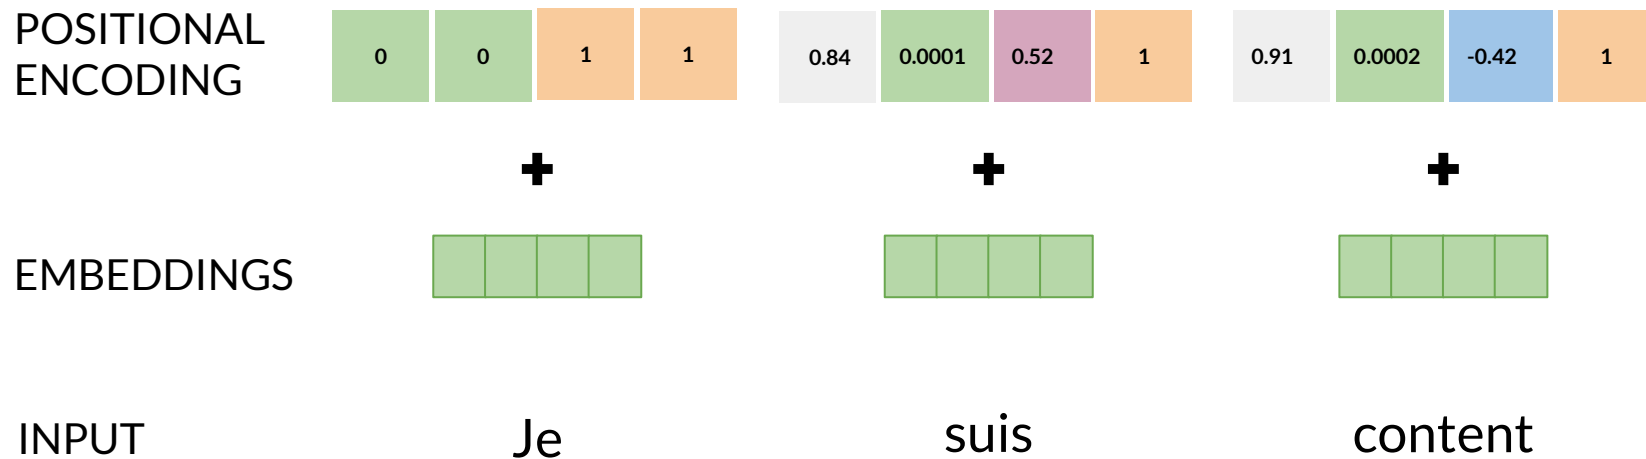 POSITIONAL
ENCODING
0 0 1 1 0.84 0.0001 0.52 1 0.91 0.0002 -0.42 1
+ + +
EMBEDDINGS
INPUT Je suis content